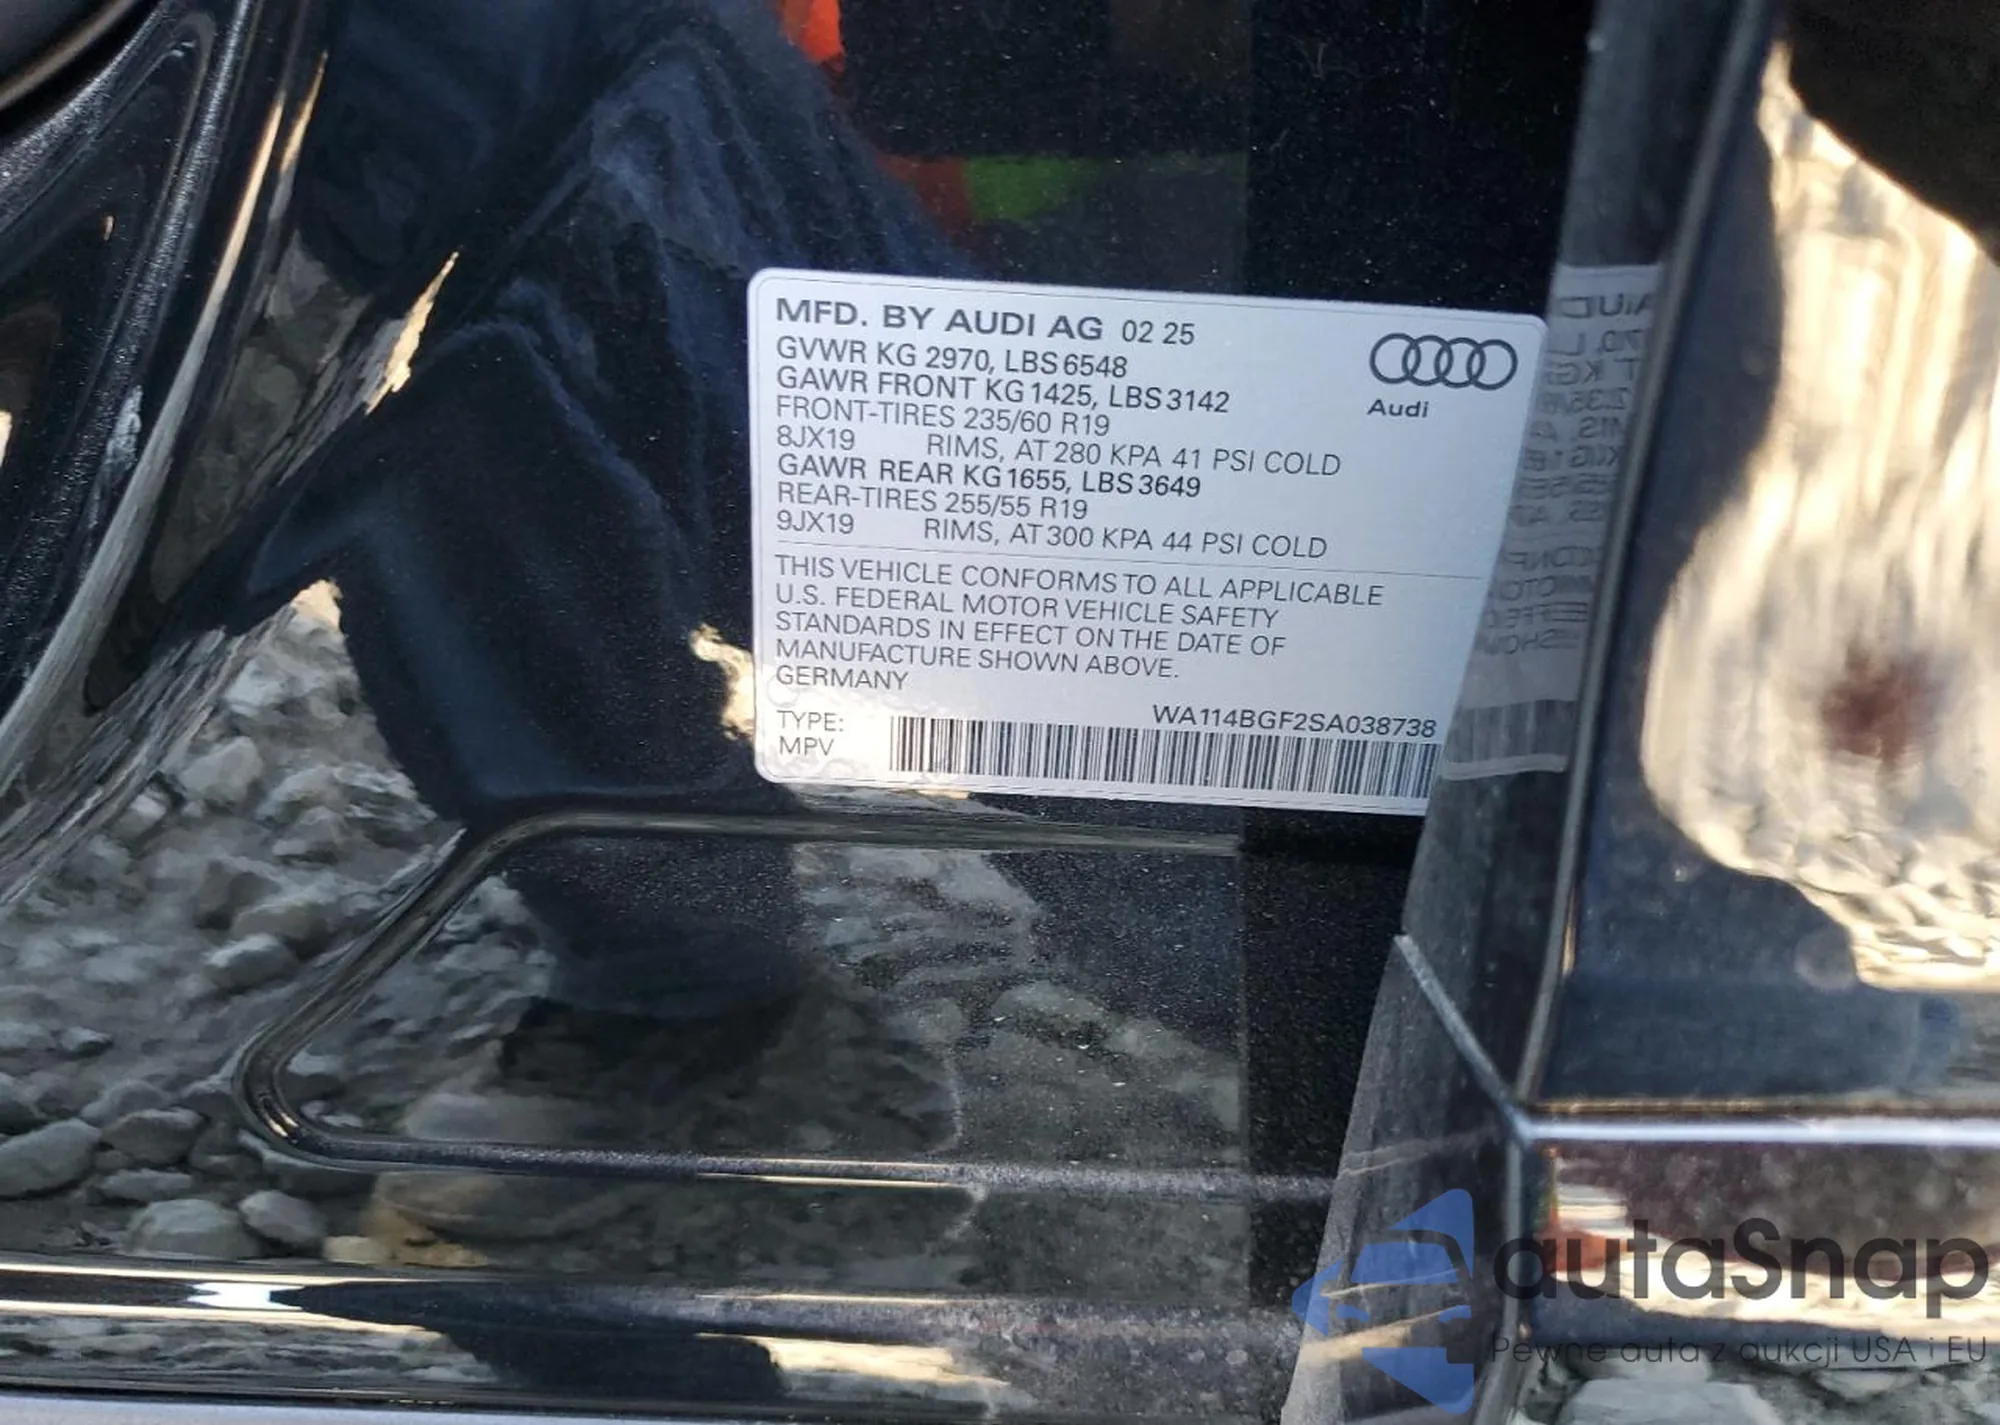 MFD. BY AUDI AG 02 25
GVWR KG 2970, LBS 6548
GAWR FRONT KG 1425, LBS 3142
FRONT-TIRES 235/60 R19
8JX19 RIMS, AT 280 KPA 41 PSI COLD
GAWR REAR KG 1655, LBS 3649
REAR-TIRES 255/55 R19
9JX19 RIMS, AT 300 KPA 44 PSI COLD
Audi
THIS VEHICLE CONFORMS TO ALL APPLICABLE
U.S. FEDERAL MOTOR VEHICLE SAFETY
STANDARDS IN EFFECT ON THE DATE OF
MANUFACTURE SHOWN ABOVE.
GERMANY
WA114BGF2SA038738
TYPE:
MPV
autaSnap
Pewne auta z aukcji USA i EU